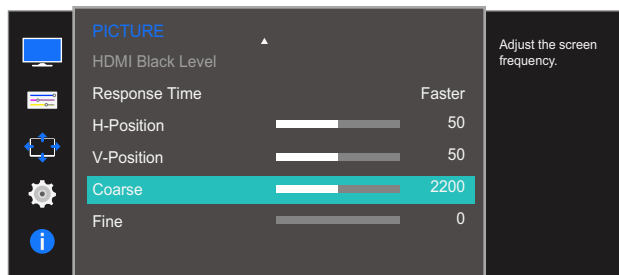 PICTURE
HDMI Black Level
Response Time Faster
H-Position 50
V-Position 50
Coarse 2200
Fine 0
Adjust the screen
frequency.